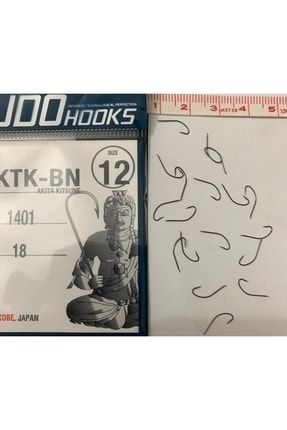 UDO HOOKS
JAPANESE TECHNOLOGICAL PERFECTION
KTK-BN
AKITA KITSUNE
SIZE
12
1401
18
KOBE, JAPAN
1 2 3 METER 4 5